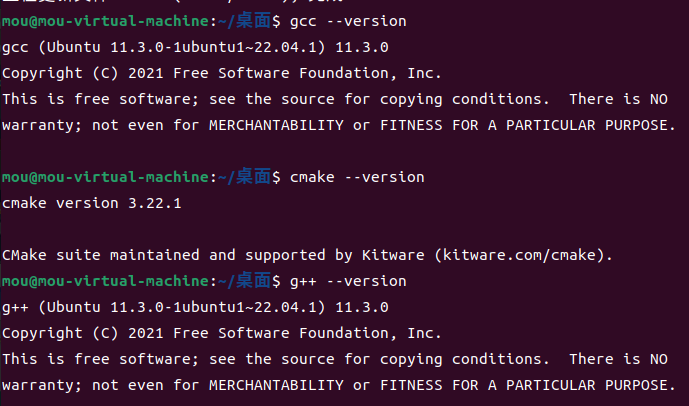 mou@mou-virtual-machine:~/桌面$ gcc --version
gcc (Ubuntu 11.3.0-1ubuntu1~22.04.1) 11.3.0
Copyright (C) 2021 Free Software Foundation, Inc.
This is free software; see the source for copying conditions.  There is NO
warranty; not even for MERCHANTABILITY or FITNESS FOR A PARTICULAR PURPOSE.
mou@mou-virtual-machine:~/桌面$ cmake --version
cmake version 3.22.1
CMake suite maintained and supported by Kitware (kitware.com/cmake).
mou@mou-virtual-machine:~/桌面$ g++ --version
g++ (Ubuntu 11.3.0-1ubuntu1~22.04.1) 11.3.0
Copyright (C) 2021 Free Software Foundation, Inc.
This is free software; see the source for copying conditions.  There is NO
warranty; not even for MERCHANTABILITY or FITNESS FOR A PARTICULAR PURPOSE.